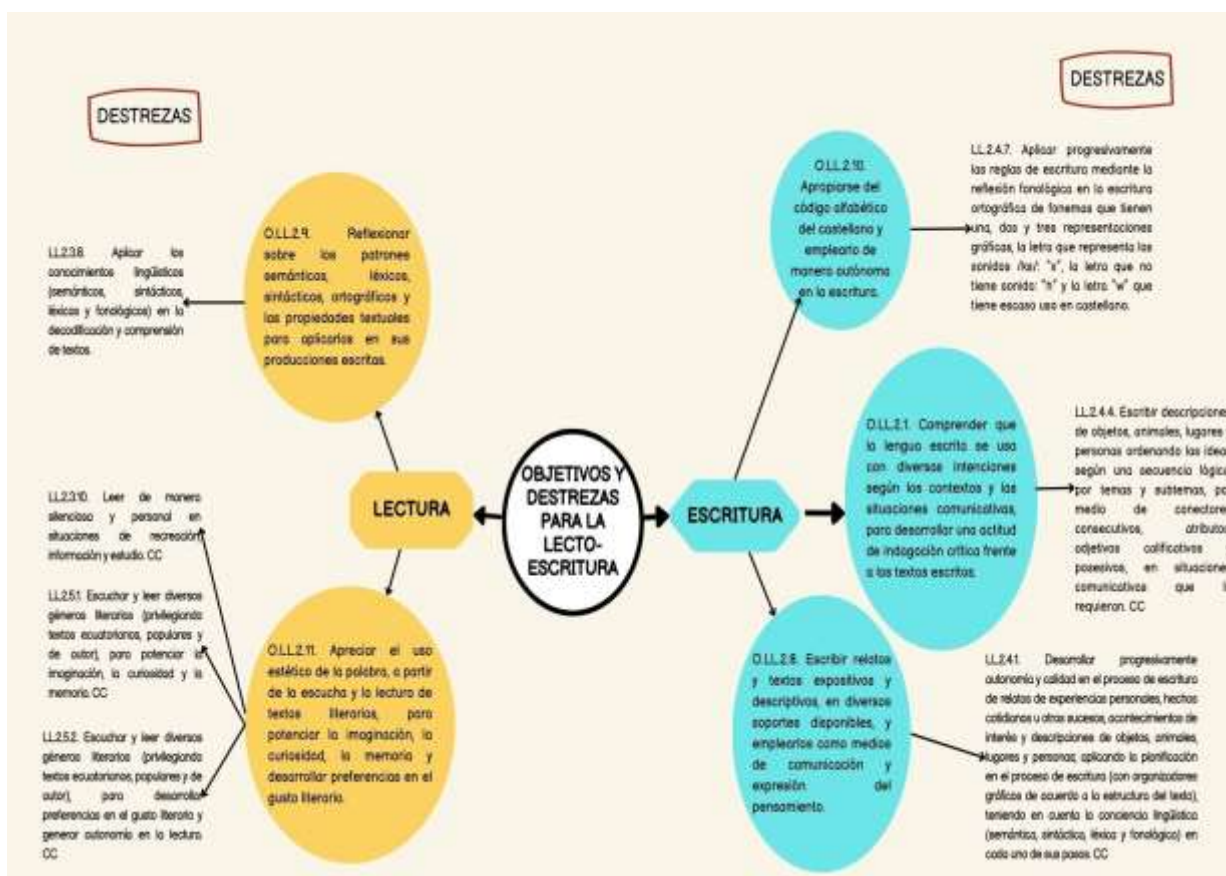 DESTREZAS
LL.2.3.8. Aplicar los
conocimientos lingüísticos
(semánticos, sintácticos,
léxicos y fonológicos) en la
decodificación y comprensión
de textos.
O.LL.2.9. Reflexionar
sobre los patrones
semánticos, léxicos,
sintácticos, ortográficos y
las propiedades textuales
para aplicarlos en sus
producciones escritas.
LECTURA
LL.2.3.10. Leer de manera
silenciosa y personal en
situaciones de recreación,
información y estudio. CC
LL.2.5.1. Escuchar y leer diversos
géneros literarios (privilegiando
textos ecuatorianos, populares y
de autor), para potenciar la
imaginación, la curiosidad y la
memoria. CC
LL.2.5.2. Escuchar y leer diversos
géneros literarios (privilegiando
textos ecuatorianos, populares y de
autor), para desarrollar
preferencias en el gusto literario y
generar autonomía en la lectura.
CC
O.LL.2.11. Apreciar el uso
estético de la palabra, a partir
de la escucha y la lectura de
textos literarios, para
potenciar la imaginación, la
curiosidad, la memoria y
desarrollar preferencias en el
gusto literario.
OBJETIVOS Y
DESTREZAS
PARA LA
LECTO-
ESCRITURA
ESCRITURA
DESTREZAS
O.LL.2.10.
Apropiarse del
código alfabético
del castellano y
emplearlo de
manera autónoma
en la escritura.
LL.2.4.7. Aplicar progresivamente
las reglas de escritura mediante la
reflexión fonológica en la escritura
ortográfica de fonemas que tienen
una, dos y tres representaciones
gráficas, la letra que representa los
sonidos /ks/: "x", la letra que no
tiene sonido: "h" y la letra "w" que
tiene escaso uso en castellano.
O.LL.2.1. Comprender que
la lengua escrita se usa
con diversas intenciones
según los contextos y las
situaciones comunicativas,
para desarrollar una actitud
de indagación crítica frente
a los textos escritos.
LL.2.4.4. Escribir descripcione
de objetos, animales, lugares
personas ordenando las idea
según una secuencia lógica
por temas y subtemas, po
medio de conectore
consecutivos, atributo
adjetivos calificativos
posesivos, en situacione
comunicativas que l
requieran. CC
O.LL.2.6. Escribir relatos
y textos expositivos y
descriptivos, en diversos
soportes disponibles, y
emplearlos como medios
de comunicación y
expresión del
pensamiento.
LL.2.4.1. Desarrollar progresivamente
autonomía y calidad en el proceso de escritura
de relatos de experiencias personales, hechos
cotidianos u otros sucesos, acontecimientos de
interés y descripciones de objetos, animales,
lugares y personas; aplicando la planificación
en el proceso de escritura (con organizadores
gráficos de acuerdo a la estructura del texto),
teniendo en cuenta la conciencia lingüística
(semántica, sintáctica, léxica y fonológica) en
cada uno de sus pasos. CC